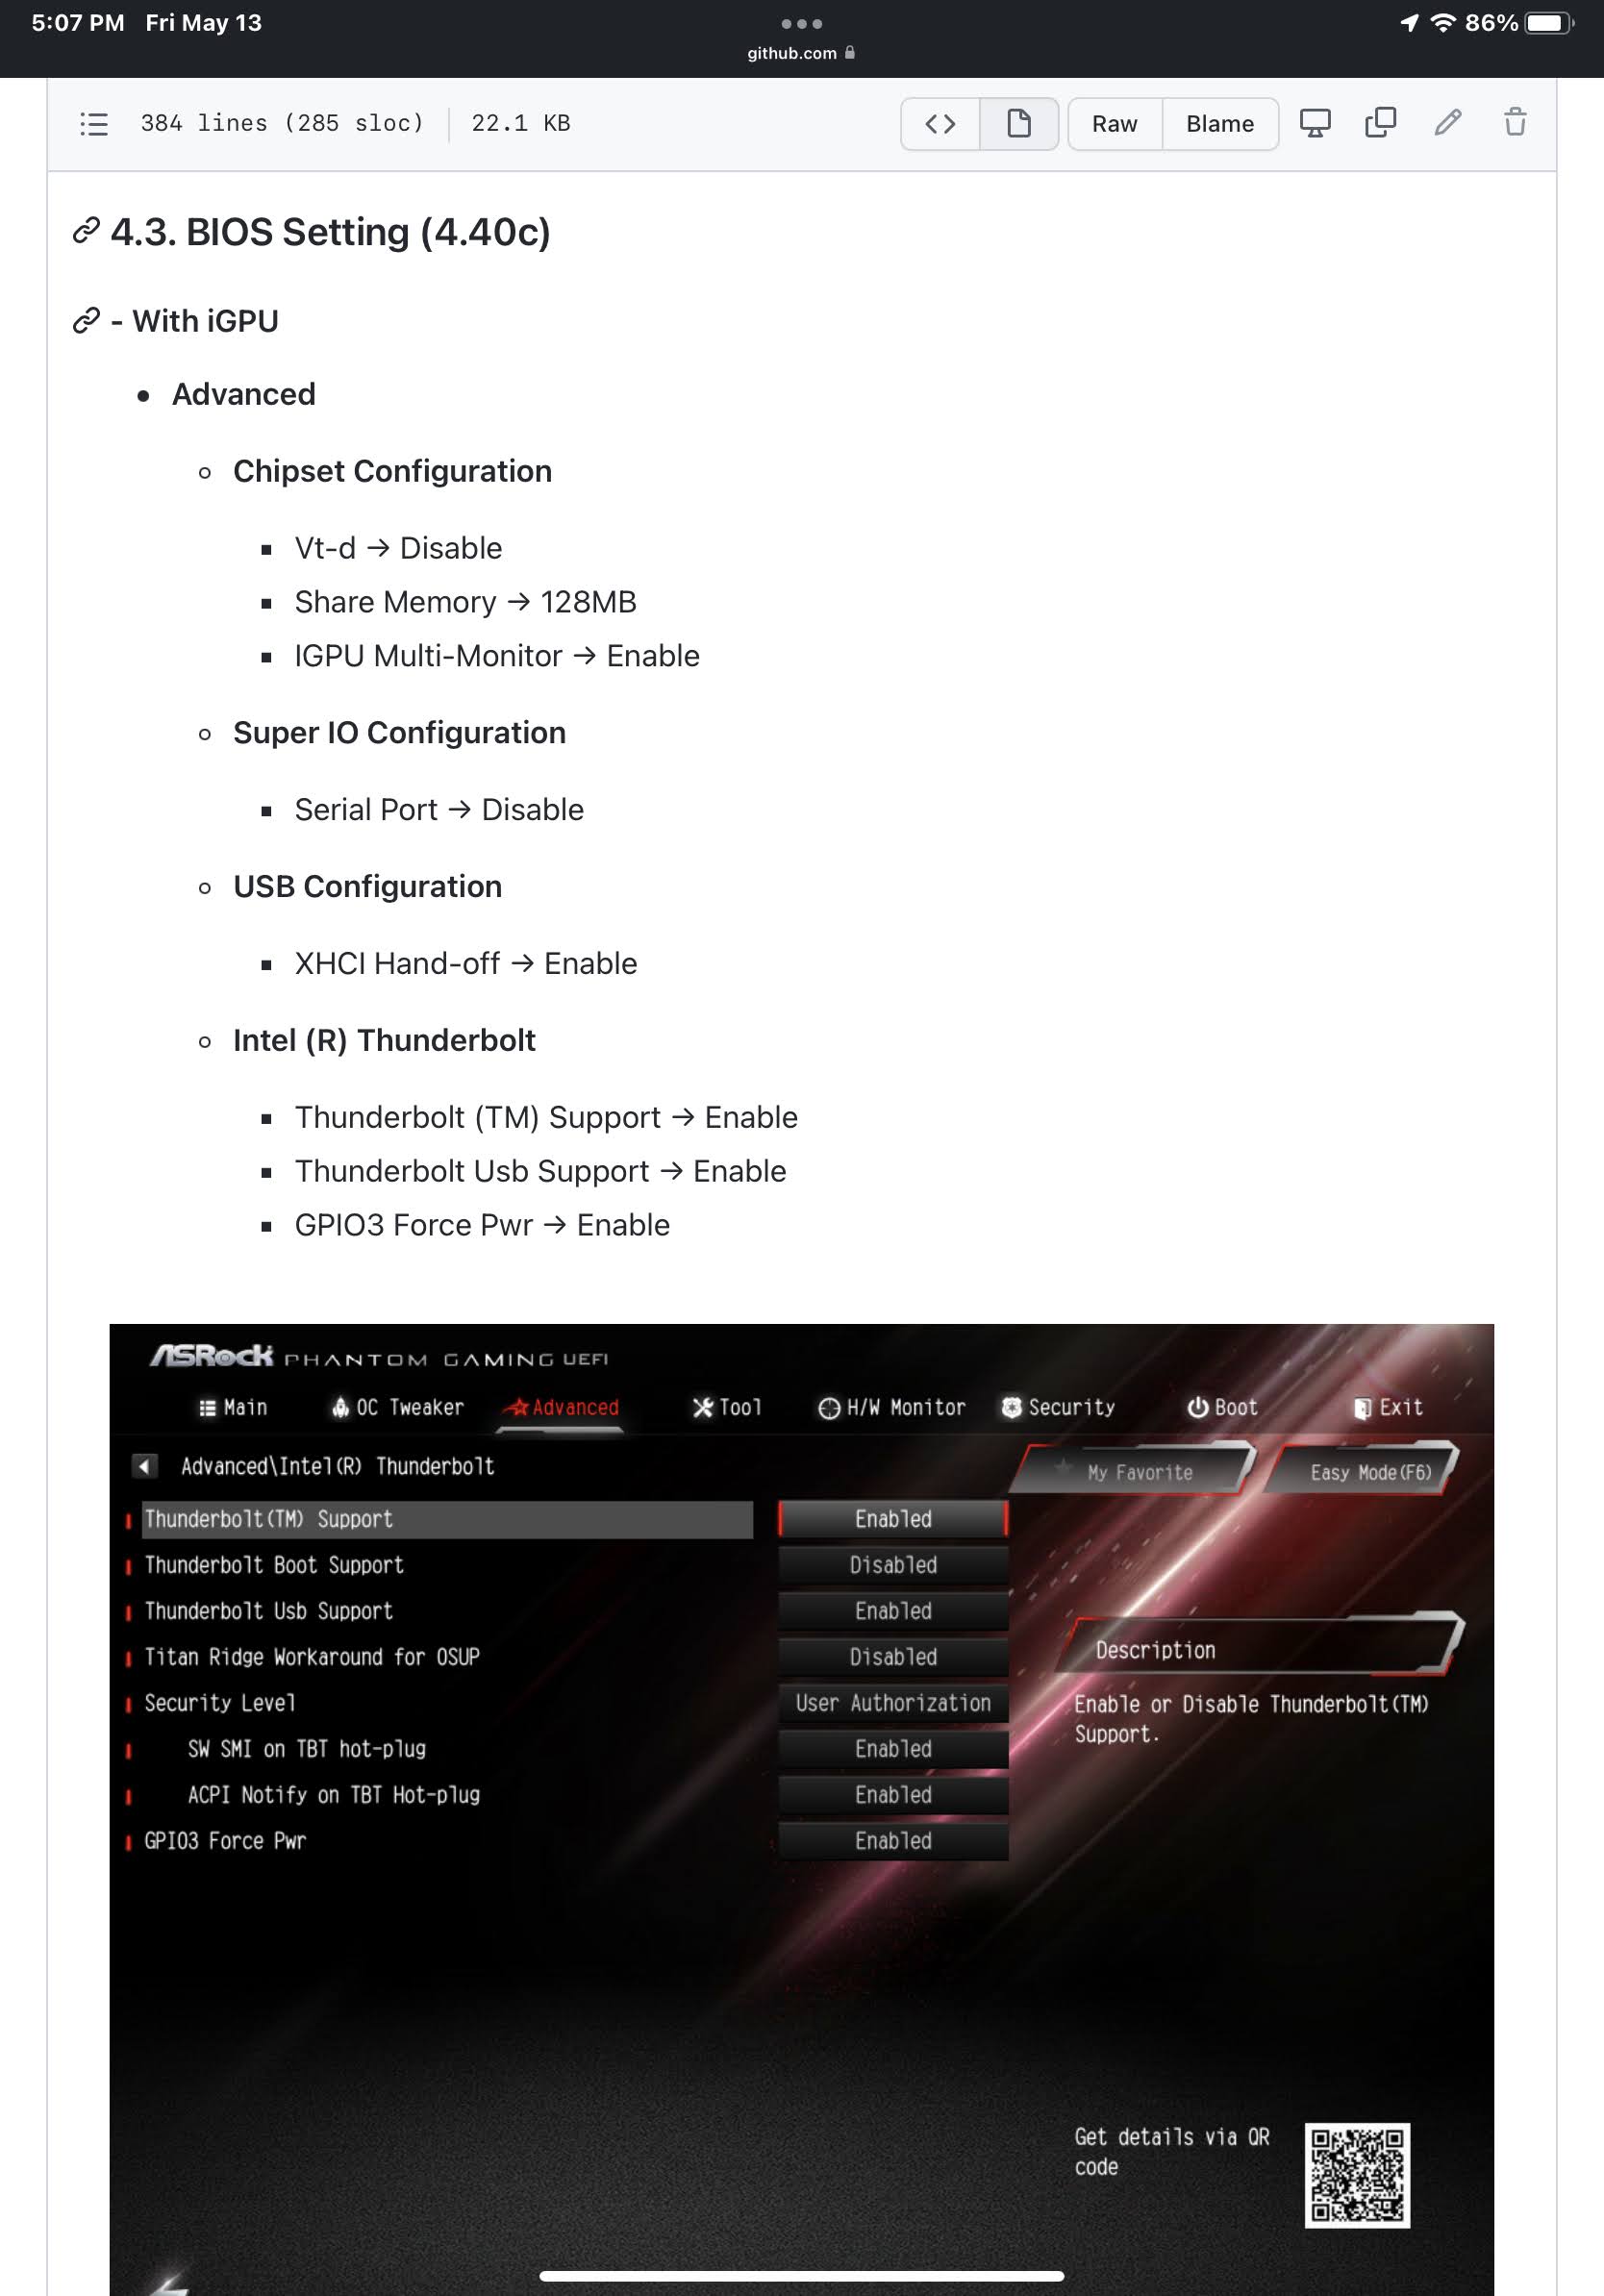 5:07 PM Fri May 13
86%
github.com
384 lines (285 sloc) 22.1 KB
Raw Blame
4.3. BIOS Setting (4.40c)
- With iGPU
Advanced
Chipset Configuration
Vt-d → Disable
Share Memory → 128MB
IGPU Multi-Monitor → Enable
Super IO Configuration
Serial Port → Disable
USB Configuration
XHCI Hand-off → Enable
Intel (R) Thunderbolt
Thunderbolt (TM) Support → Enable
Thunderbolt Usb Support → Enable
GPIO3 Force Pwr → Enable
ASRock PHANTOM GAMING UEFI
Main OC Tweaker Advanced Tool H/W Monitor Security Boot Exit
Advanced\Intel(R) Thunderbolt
My Favorite Easy Mode(F6)
Thunderbolt(TM) Support Enabled
Thunderbolt Boot Support Disabled
Thunderbolt Usb Support Enabled
Titan Ridge Workaround for OSUP Disabled
Security Level User Authorization
SW SMI on TBT hot-plug Enabled
ACPI Notify on TBT Hot-plug Enabled
GPIO3 Force Pwr Enabled
Description
Enable or Disable Thunderbolt(TM)
Support.
Get details via QR
code